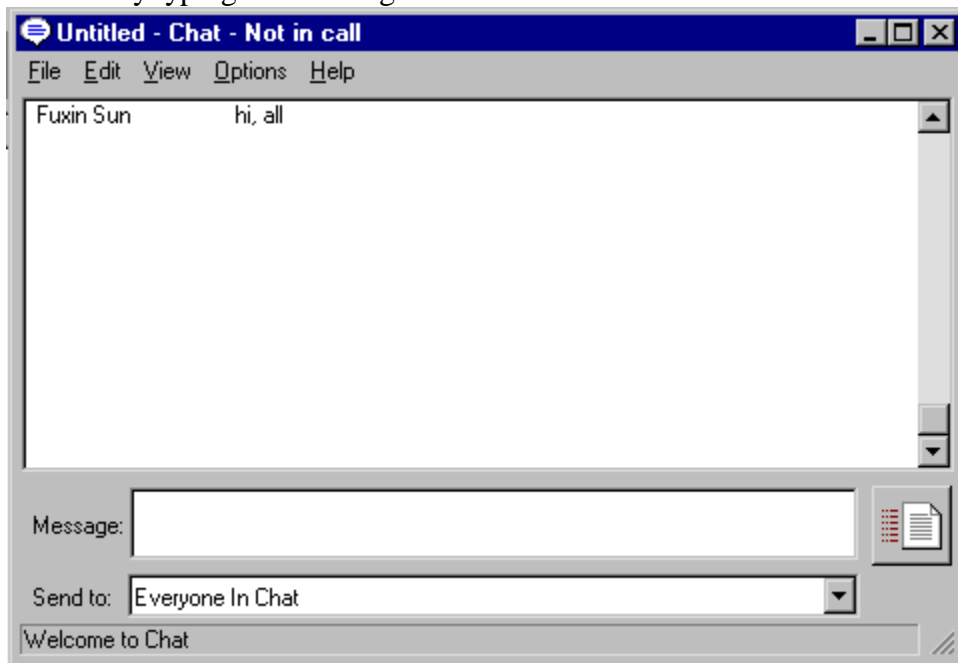 Untitled - Chat - Not in call
File Edit View Options Help
Fuxin Sun hi, all
Message:
Send to: Everyone In Chat
Welcome to Chat